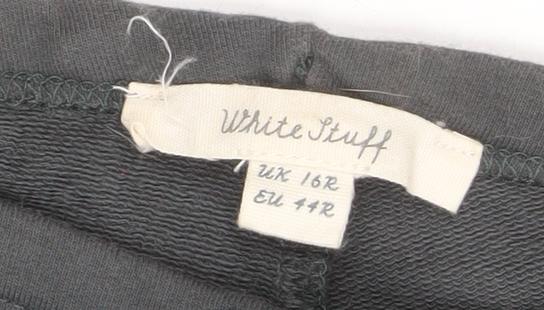 White Stuff
UK 16R
EU 44R